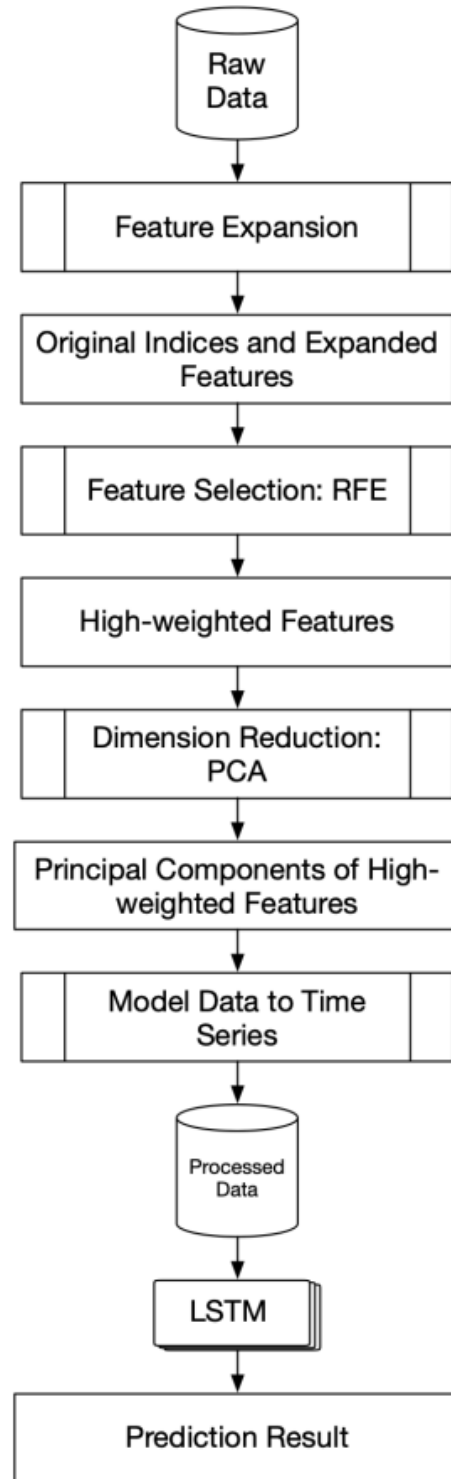 Raw
Data
Feature Expansion
Original Indices and Expanded
Features
Feature Selection: RFE
High-weighted Features
Dimension Reduction:
PCA
Principal Components of High-
weighted Features
Model Data to Time
Series
Processed
Data
LSTM
Prediction Result